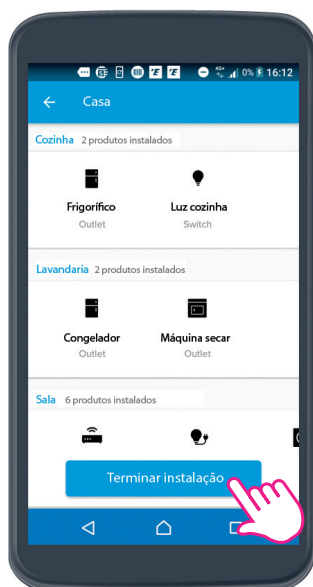 4G+ 0% 16:12
Casa
Cozinha 2 produtos instalados
Frigorífico Luz cozinha
Outlet Switch
Lavandaria 2 produtos instalados
Congelador Máquina secar
Outlet Outlet
Sala 6 produtos instalados
Terminar instalação